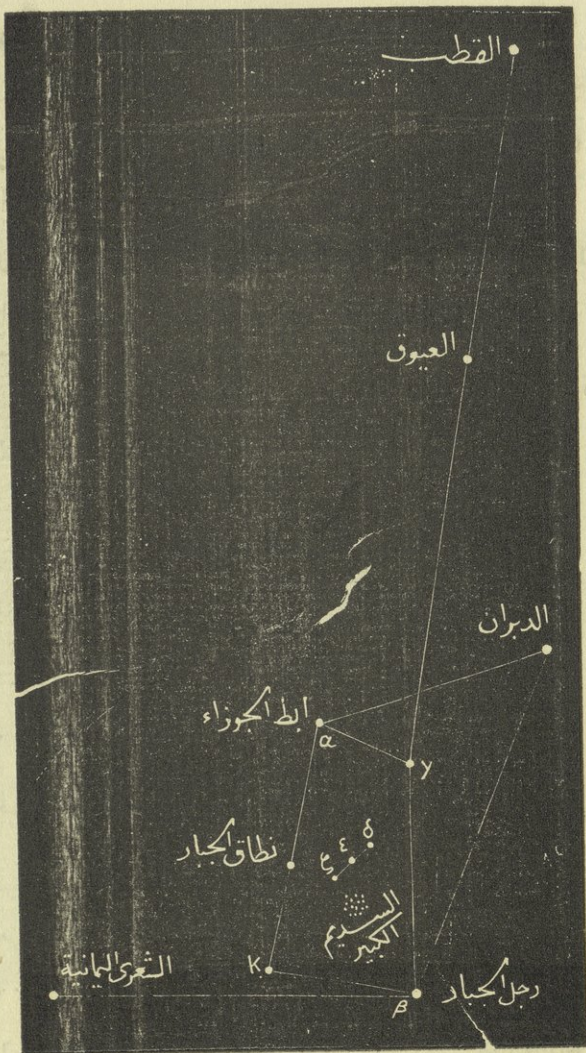 القطب
العيوق
الدبران
ابط الجوزاء
α
γ
نطاق الجبار
δ
ε
ζ
السديم
الكبير
الشعرى اليمانية
K
β
رجل الجبار